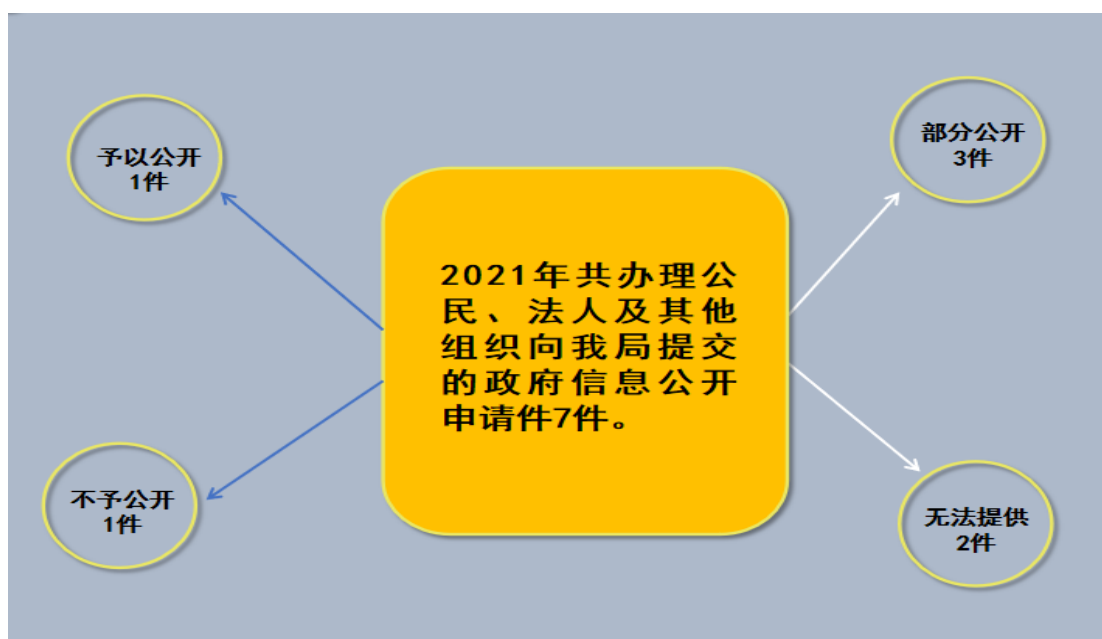 予以公开
1件
部分公开
3件
2021年共办理公
民、法人及其他
组织向我局提交
的政府信息公开
申请件7件。
不予公开
1件
无法提供
2件